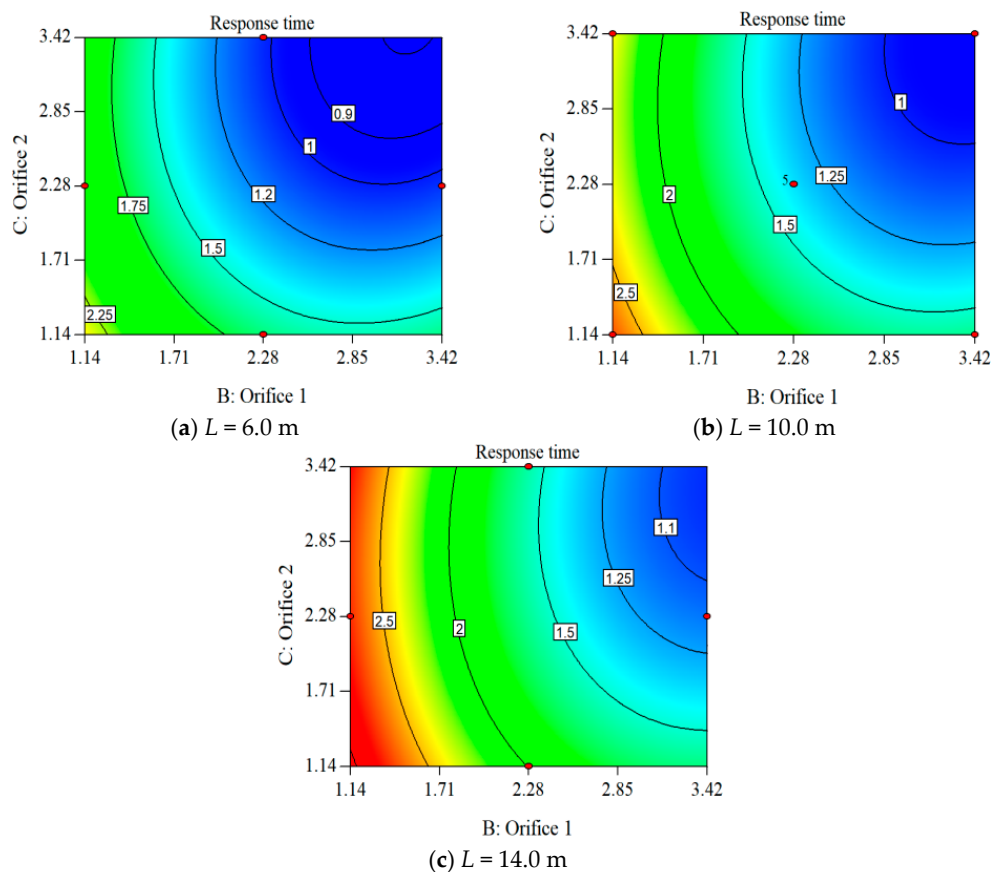 Response time
3.42
2.85
2.28
1.71
1.14
C: Orifice 2
0.9
1
1.2
1.75
1.5
2.25
1.14 1.71 2.28 2.85 3.42
B: Orifice 1
(a) L = 6.0 m
Response time
3.42
2.85
2.28
1.71
1.14
C: Orifice 2
1
5
1.25
2
1.5
2.5
1.14 1.71 2.28 2.85 3.42
B: Orifice 1
(b) L = 10.0 m
Response time
3.42
2.85
2.28
1.71
1.14
C: Orifice 2
1.1
1.25
2.5
2
1.5
1.14 1.71 2.28 2.85 3.42
B: Orifice 1
(c) L = 14.0 m